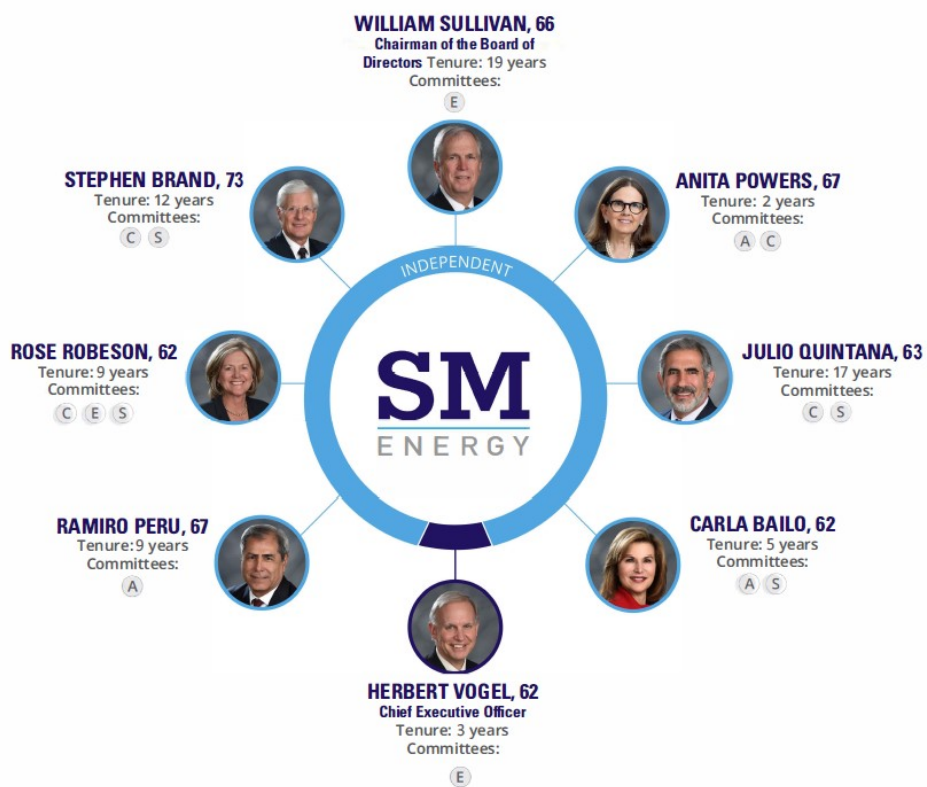 WILLIAM SULLIVAN, 66
Chairman of the Board of
Directors Tenure: 19 years
Committees:
E
STEPHEN BRAND, 73
Tenure: 12 years
Committees:
C S
ANITA POWERS, 67
Tenure: 2 years
Committees:
A C
INDEPENDENT
ROSE ROBESON, 62
Tenure: 9 years
Committees:
C E S
SM
ENERGY
JULIO QUINTANA, 63
Tenure: 17 years
Committees:
C S
RAMIRO PERU, 67
Tenure:9 years
Committees:
A
CARLA BAILO, 62
Tenure: 5 years
Committees:
A S
HERBERT VOGEL, 62
Chief Executive Officer
Tenure: 3 years
Committees:
E